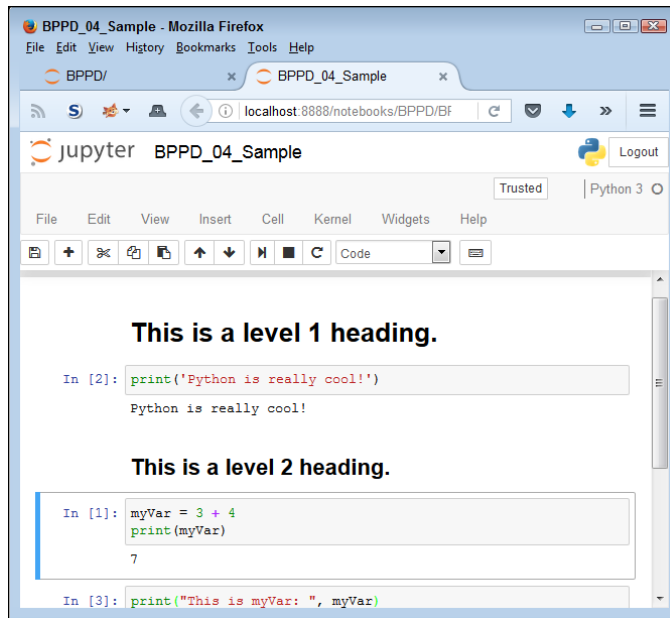 BPPD_04_Sample - Mozilla Firefox
File Edit View History Bookmarks Tools Help
BPPD/ × BPPD_04_Sample ×
localhost:8888/notebooks/BPPD/BF
jupyter BPPD_04_Sample Logout
Trusted Python 3
File Edit View Insert Cell Kernel Widgets Help
Code
This is a level 1 heading.
In [2]: print('Python is really cool!')
Python is really cool!
This is a level 2 heading.
In [1]: myVar = 3 + 4
print(myVar)
7
In [3]: print("This is myVar: ", myVar)